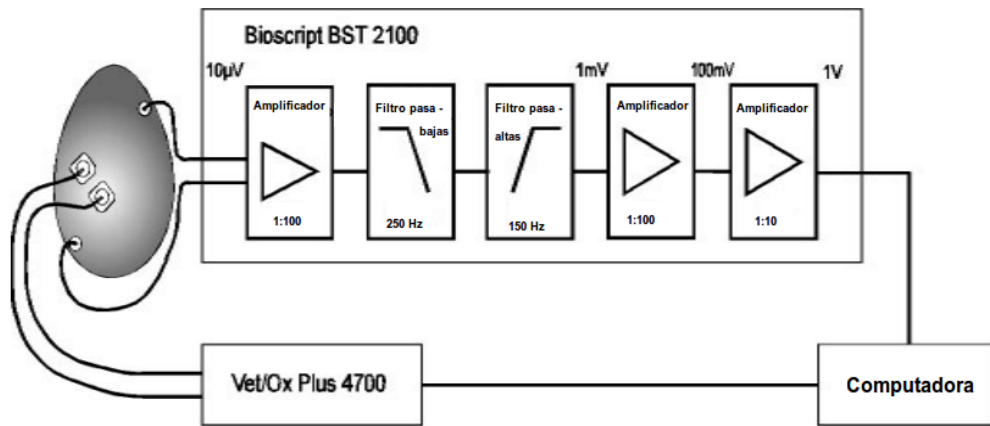 Bioscript BST 2100
10µV
1mV
100mV
1V
Amplificador
1:100
Filtro pasa -
bajas
250 Hz
Filtro pasa -
altas
150 Hz
Amplificador
1:100
Amplificador
1:10
Vet/Ox Plus 4700
Computadora